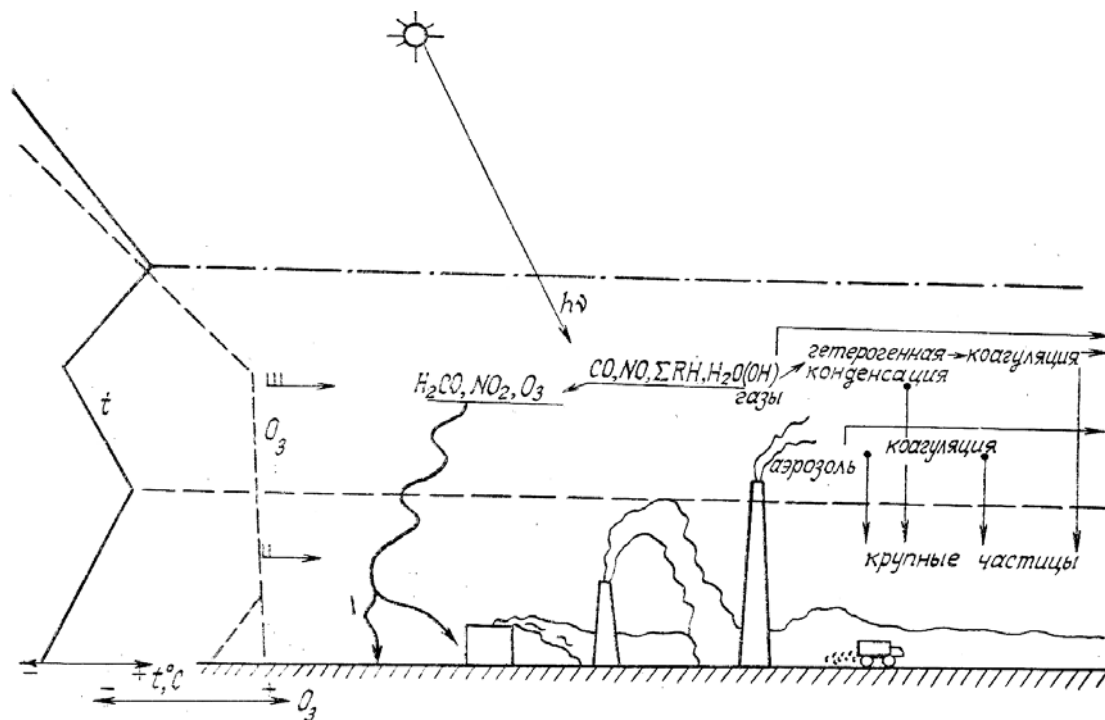 hν
гетерогенная→коагуляция
CO, NO, ΣRH, H₂O(OH)
конденсация
H₂CO, NO₂, O₃
газы
t
III
O₃
коагуляция
аэрозоль
II
крупные частицы
I
− + t,°C
− + O₃